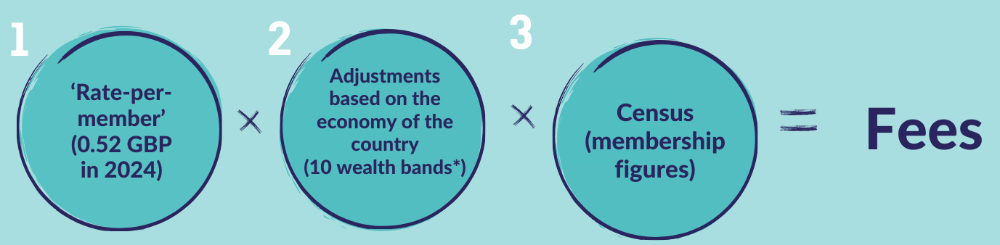 1
‘Rate-per-
member’
(0.52 GBP
in 2024)
×
2
Adjustments
based on the
economy of the
country
(10 wealth bands*)
×
3
Census
(membership
figures)
=
Fees